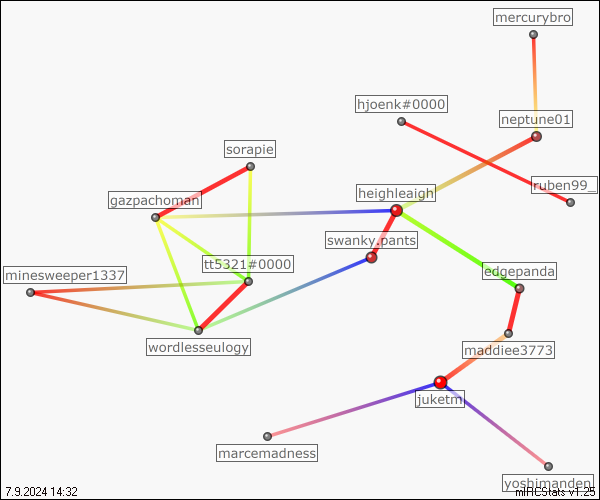 mercurybro
hjoenk#0000
neptune01
sorapie
ruben99_
gazpachoman
heighleaigh
swanky.pants
tt5321#0000
edgepanda
minesweeper1337
wordlesseulogy
maddiee3773
juketm
marcemadness
yoshimanden
7.9.2024 14:32
mIRCStats v1.25